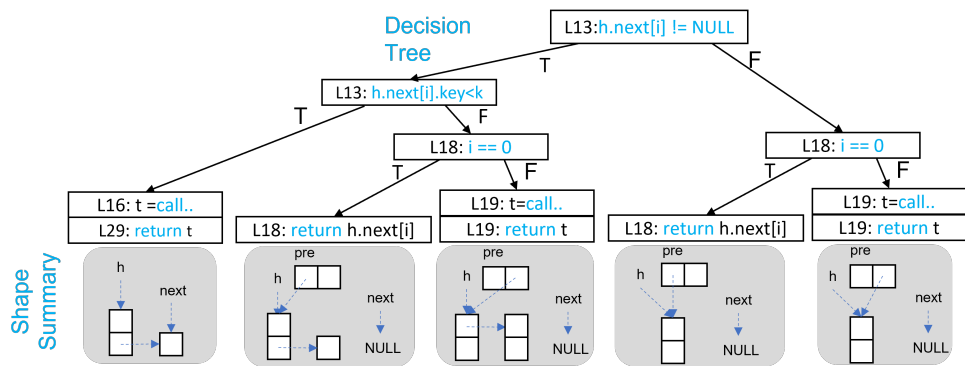 Decision
Tree
L13:h.next[i] != NULL
T
F
L13: h.next[i].key<k
T
F
L18: i == 0
L18: i == 0
T
F
T
F
L16: t =call..
L29: return t
L18: return h.next[i]
L19: t=call..
L19: return t
L18: return h.next[i]
L19: t=call..
L19: return t
Shape
Summary
h
next
pre
h
next
NULL
pre
h
next
NULL
pre
h
next
NULL
pre
h
next
NULL